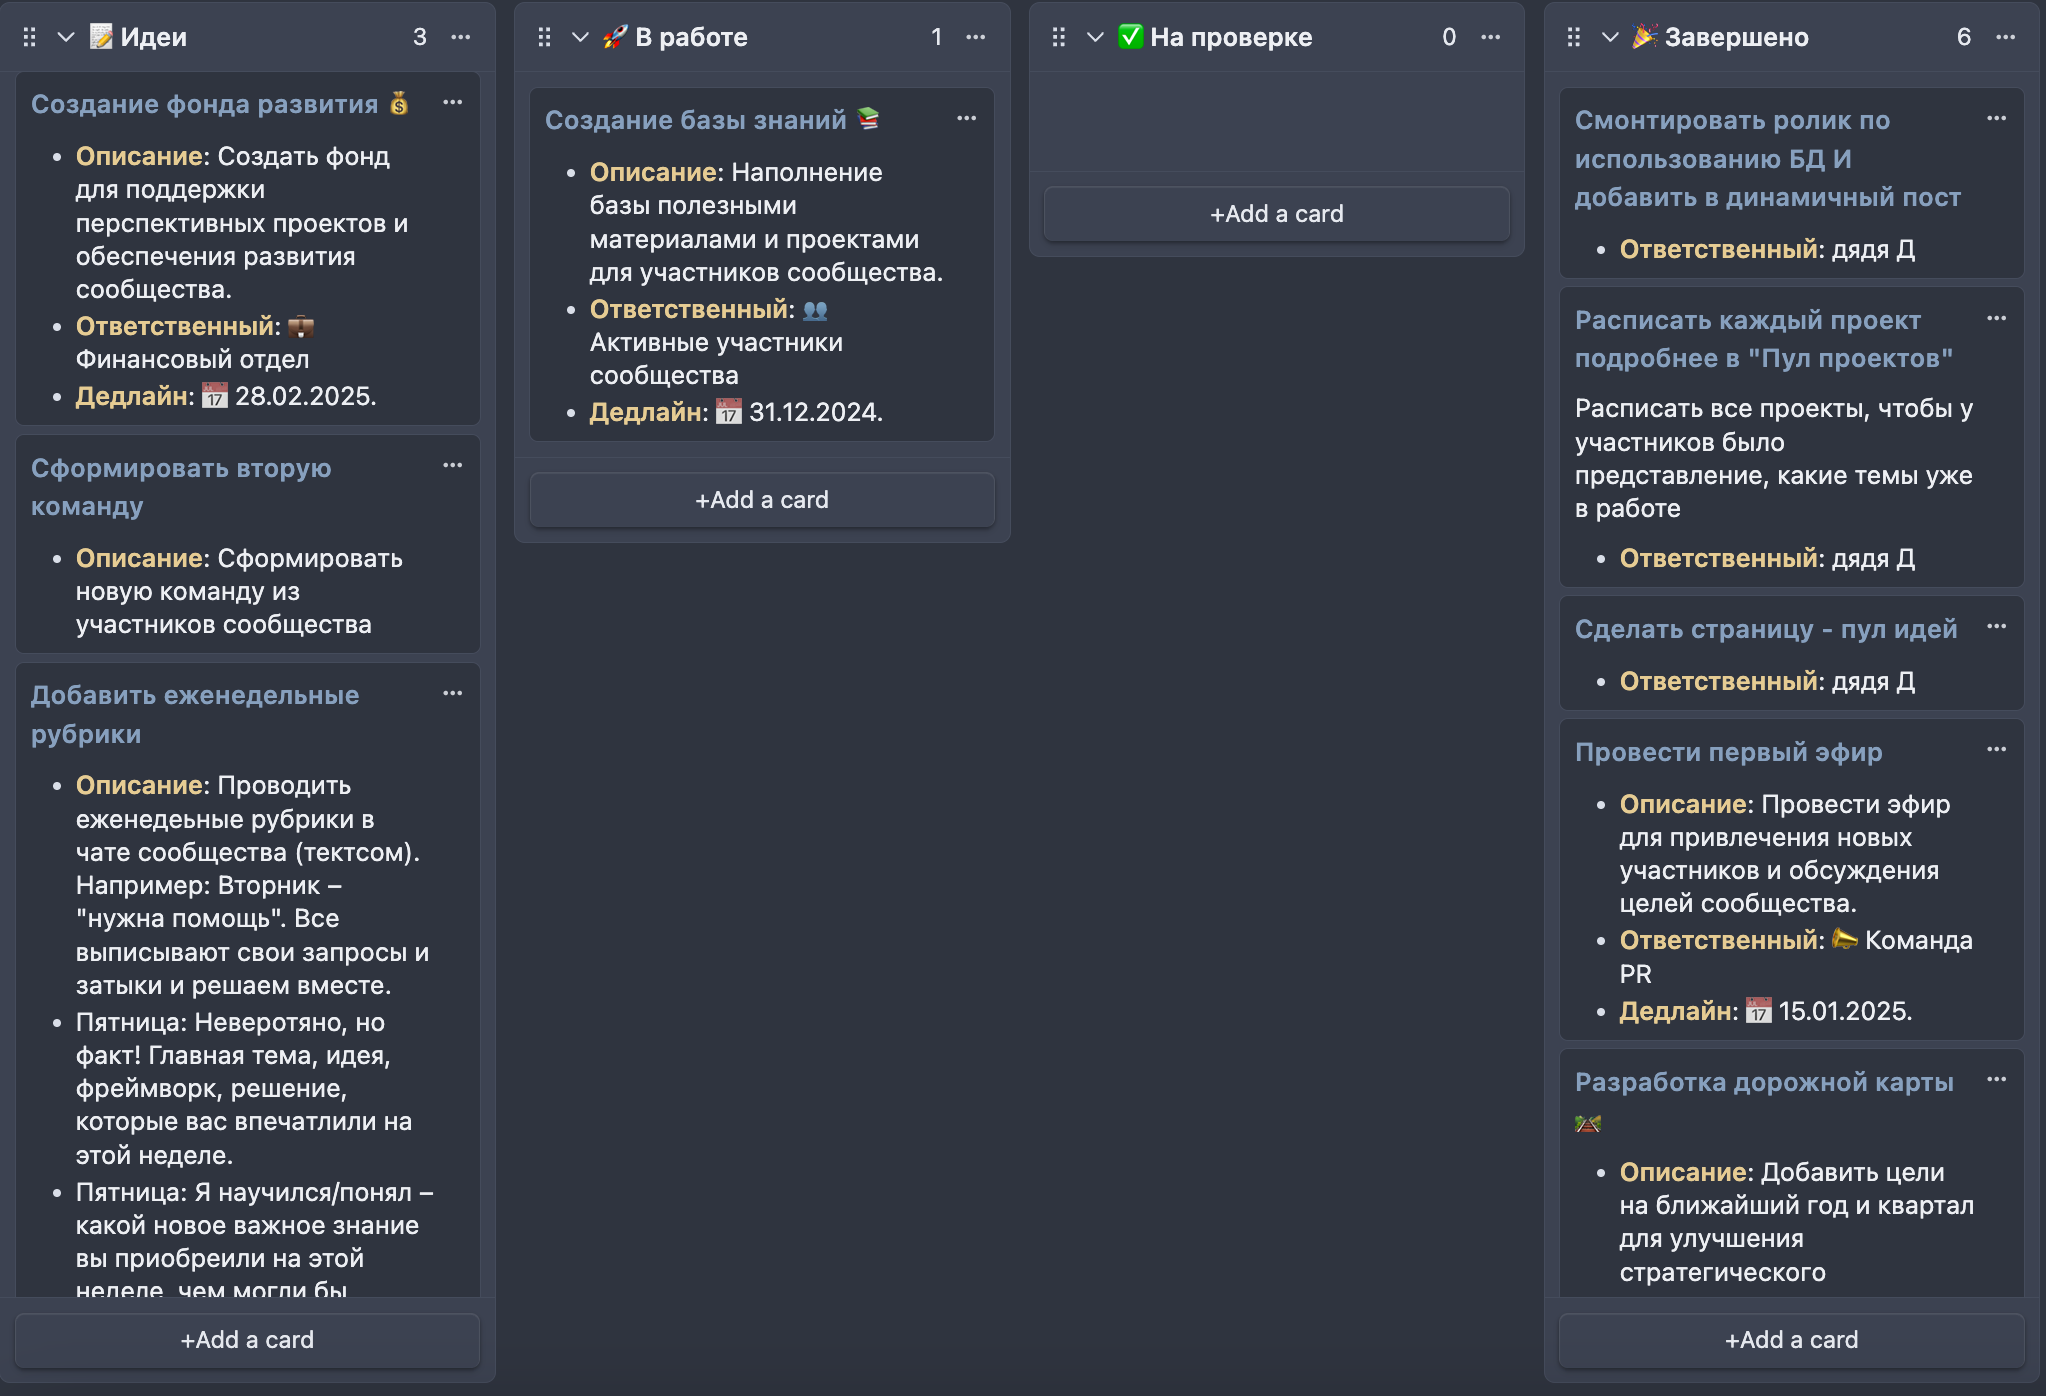 Идеи 3
Создание фонда развития
Описание: Создать фонд
для поддержки
перспективных проектов и
обеспечения развития
сообщества.
Ответственный:
Финансовый отдел
Дедлайн: 28.02.2025.
Сформировать вторую
команду
Описание: Сформировать
новую команду из
участников сообщества
Добавить еженедельные
рубрики
Описание: Проводить
еженедеьные рубрики в
чате сообщества (тектсом).
Например: Вторник –
"нужна помощь". Все
выписывают свои запросы и
затыки и решаем вместе.
Пятница: Неверотяно, но
факт! Главная тема, идея,
фреймворк, решение,
которые вас впечатлили на
этой неделе.
Пятница: Я научился/понял –
какой новое важное знание
вы приобреили на этой
неделе, чем могли бы
+Add a card
В работе 1
Создание базы знаний
Описание: Наполнение
базы полезными
материалами и проектами
для участников сообщества.
Ответственный:
Активные участники
сообщества
Дедлайн: 31.12.2024.
+Add a card
На проверке 0
+Add a card
Завершено 6
Смонтировать ролик по
использованию БД И
добавить в динамичный пост
Ответственный: дядя Д
Расписать каждый проект
подробнее в "Пул проектов"
Расписать все проекты, чтобы у
участников было
представление, какие темы уже
в работе
Ответственный: дядя Д
Сделать страницу - пул идей
Ответственный: дядя Д
Провести первый эфир
Описание: Провести эфир
для привлечения новых
участников и обсуждения
целей сообщества.
Ответственный: Команда
PR
Дедлайн: 15.01.2025.
Разработка дорожной карты
Описание: Добавить цели
на ближайший год и квартал
для улучшения
стратегического
+Add a card